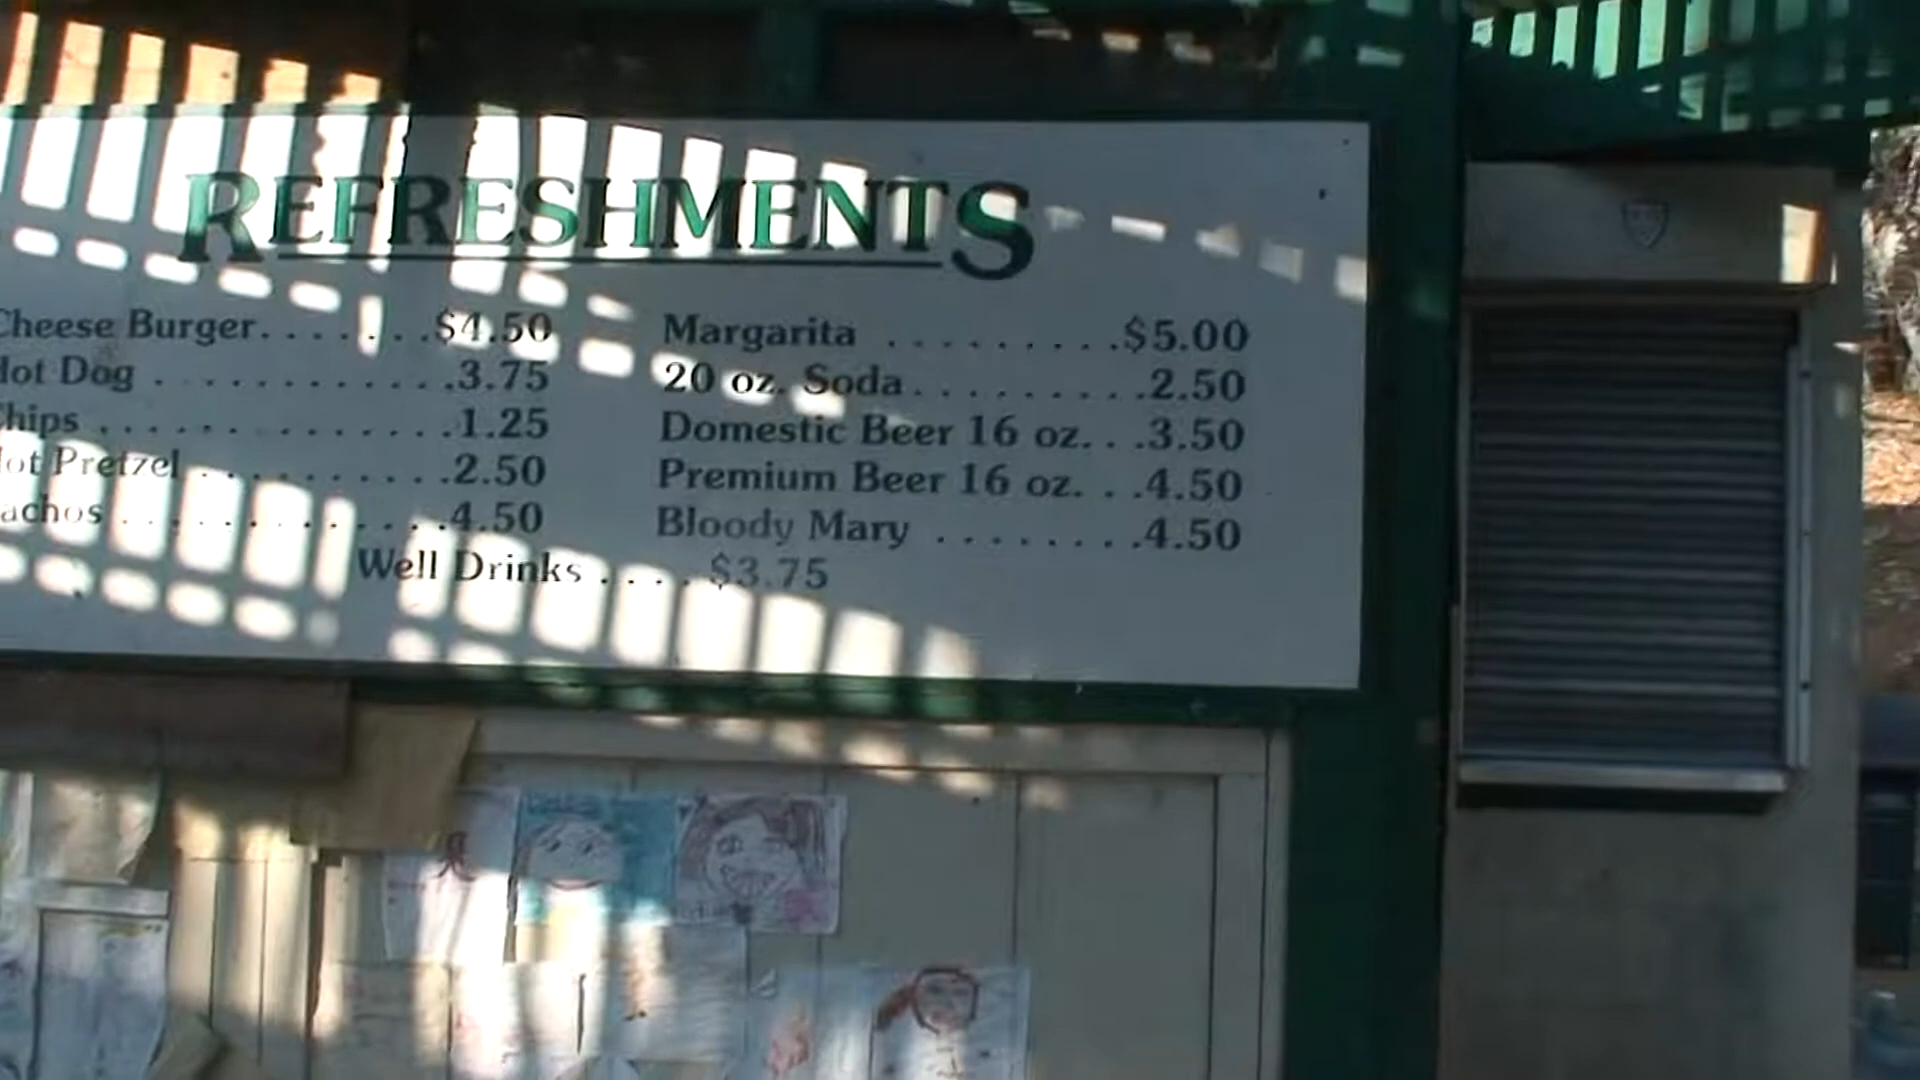 REFRESHMENTS
Cheese Burger. . . . . . .$4.50
Hot Dog . . . . . . . . . . . . .3.75
Chips . . . . . . . . . . . . . . .1.25
Hot Pretzel . . . . . . . . . .2.50
Nachos . . . . . . . . . . . . .4.50
Margarita . . . . . . . . .$5.00
20 oz. Soda. . . . . . . . . .2.50
Domestic Beer 16 oz. . .3.50
Premium Beer 16 oz. . .4.50
Bloody Mary . . . . . . . .4.50
Well Drinks . . . . $3.75